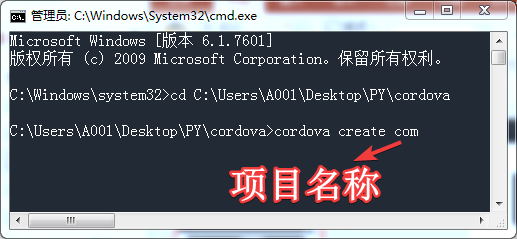 管理员: C:\Windows\System32\cmd.exe
Microsoft Windows [版本 6.1.7601]
版权所有 (c) 2009 Microsoft Corporation。保留所有权利。
C:\Windows\system32>cd C:\Users\A001\Desktop\PY\cordova
C:\Users\A001\Desktop\PY\cordova>cordova create com
项目名称